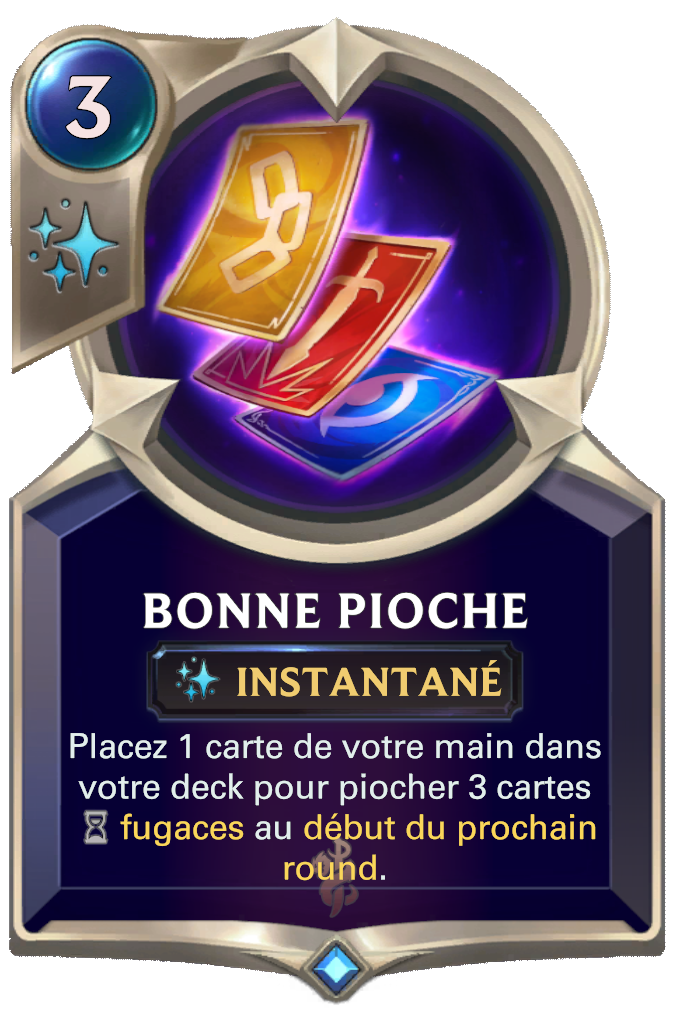 3
BONNE PIOCHE
INSTANTANÉ
Placez 1 carte de votre main dans
votre deck pour piocher 3 cartes
fugaces au début du prochain
round.